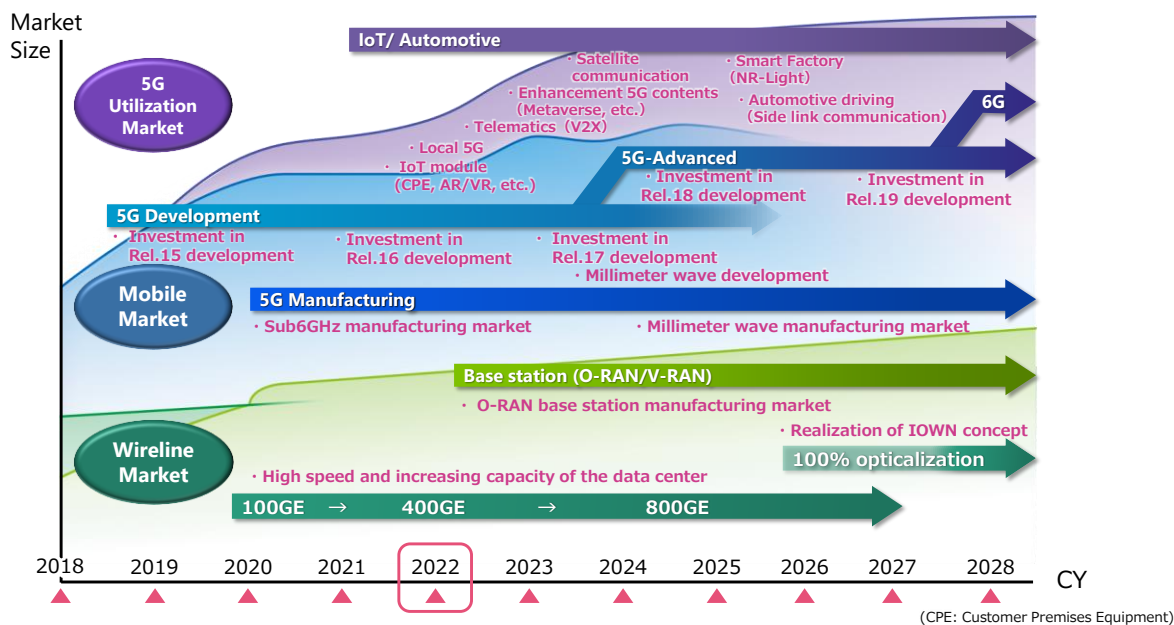 Market
Size
IoT/ Automotive
5G
Utilization
Market
・Satellite
communication
・Enhancement 5G contents
(Metaverse, etc.)
・Telematics (V2X)
・Local 5G
・IoT module
(CPE, AR/VR, etc.)
・Smart Factory
(NR-Light)
・Automotive driving
(Side link communication)
6G
5G-Advanced
・Investment in
Rel.18 development
・Investment in
Rel.19 development
5G Development
・Investment in
Rel.15 development
・Investment in
Rel.16 development
・Investment in
Rel.17 development
・Millimeter wave development
Mobile
Market
5G Manufacturing
・Sub6GHz manufacturing market
・Millimeter wave manufacturing market
Base station (O-RAN/V-RAN)
・O-RAN base station manufacturing market
Wireline
Market
・Realization of IOWN concept
100% opticalization
・High speed and increasing capacity of the data center
100GE → 400GE → 800GE
2018 2019 2020 2021 2022 2023 2024 2025 2026 2027 2028
CY
(CPE: Customer Premises Equipment)